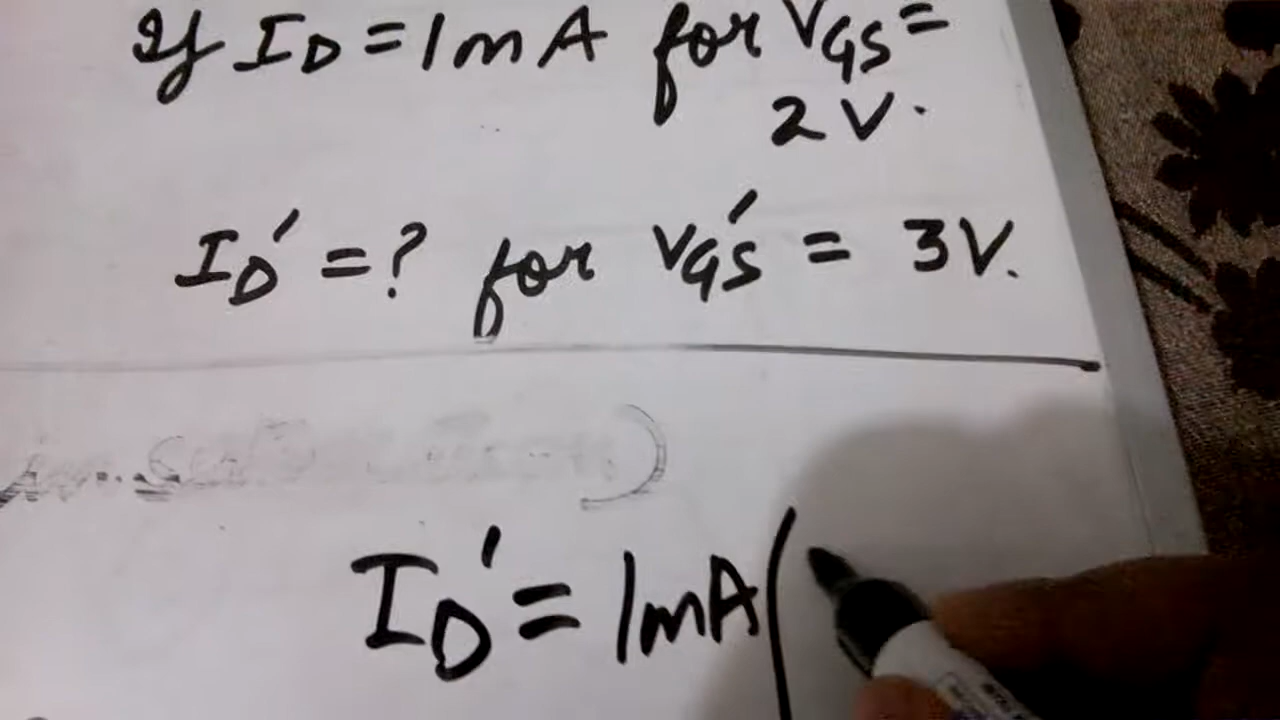 If ID = 1mA for VGS =
2V.
ID' = ? for VGS' = 3V.
ID' = 1mA(